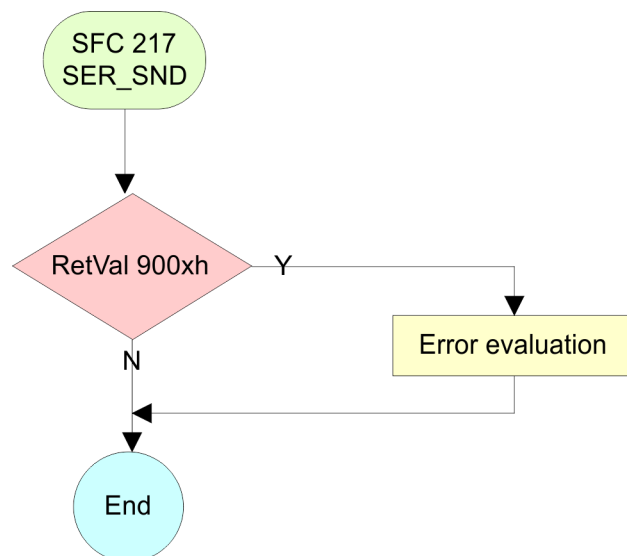 SFC 217
SER_SND
RetVal 900xh
Y
Error evaluation
N
End